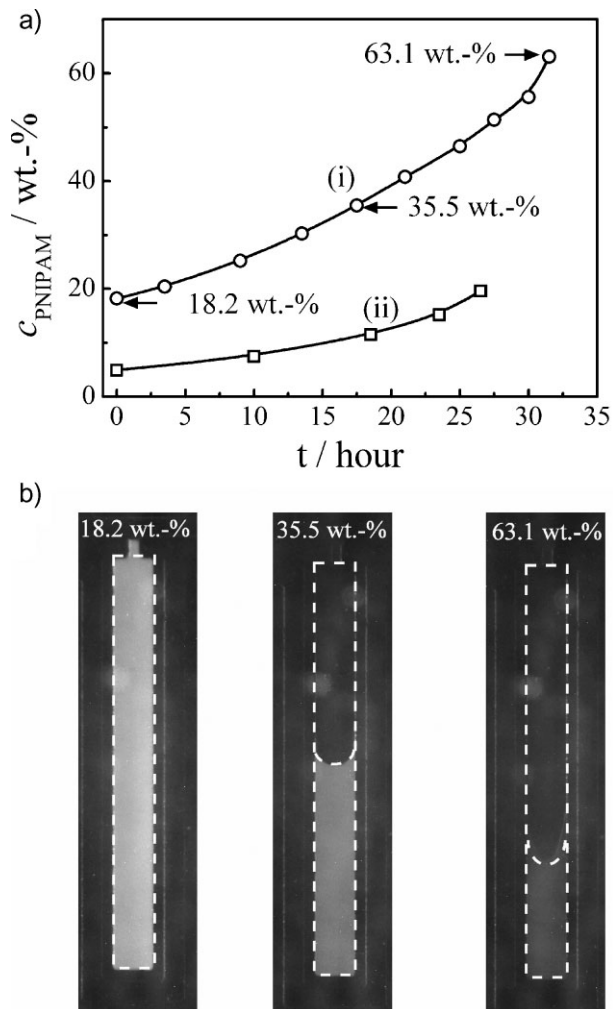 a)
60
40
20
0
c_PNIPAM / wt.-%
63.1 wt.-%
(i)
35.5 wt.-%
18.2 wt.-%
(ii)
0 5 10 15 20 25 30 35
t / hour
b)
18.2 wt.-% 35.5 wt.-% 63.1 wt.-%